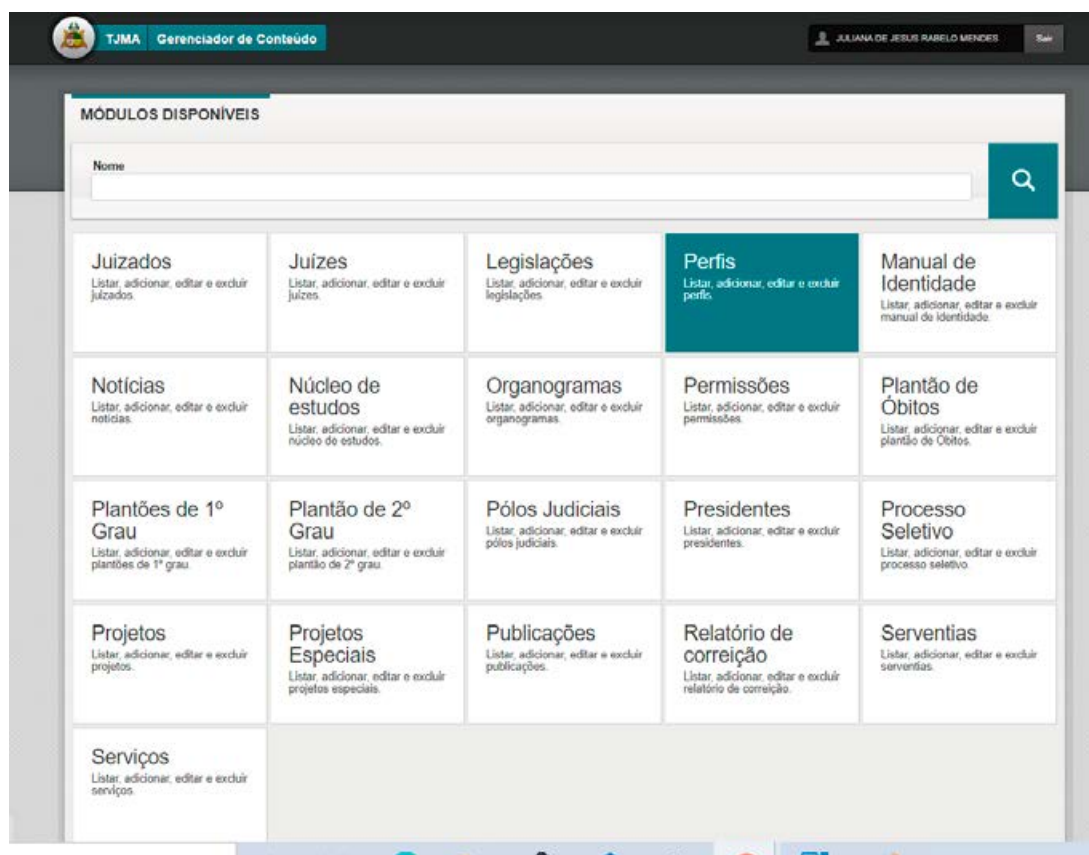 TJMA Gerenciador de Conteúdo
JULIANA DE JESUS RABELO MENDES Sair
MÓDULOS DISPONÍVEIS
Nome
Juizados
Listar, adicionar, editar e excluir
juizados.
Juízes
Listar, adicionar, editar e excluir
juízes.
Legislações
Listar, adicionar, editar e excluir
legislações.
Perfis
Listar, adicionar, editar e excluir
perfis.
Manual de
Identidade
Listar, adicionar, editar e excluir
manual de identidade.
Notícias
Listar, adicionar, editar e excluir
notícias.
Núcleo de
estudos
Listar, adicionar, editar e excluir
núcleo de estudos.
Organogramas
Listar, adicionar, editar e excluir
organogramas.
Permissões
Listar, adicionar, editar e excluir
permissões.
Plantão de
Óbitos
Listar, adicionar, editar e excluir
plantão de Óbitos.
Plantões de 1º
Grau
Listar, adicionar, editar e excluir
plantões de 1º grau.
Plantão de 2º
Grau
Listar, adicionar, editar e excluir
plantão de 2º grau.
Pólos Judiciais
Listar, adicionar, editar e excluir
pólos judiciais.
Presidentes
Listar, adicionar, editar e excluir
presidentes.
Processo
Seletivo
Listar, adicionar, editar e excluir
processo seletivo.
Projetos
Listar, adicionar, editar e excluir
projetos.
Projetos
Especiais
Listar, adicionar, editar e excluir
projetos especiais.
Publicações
Listar, adicionar, editar e excluir
publicações.
Relatório de
correição
Listar, adicionar, editar e excluir
relatório de correição.
Serventias
Listar, adicionar, editar e excluir
serventias.
Serviços
Listar, adicionar, editar e excluir
serviços.